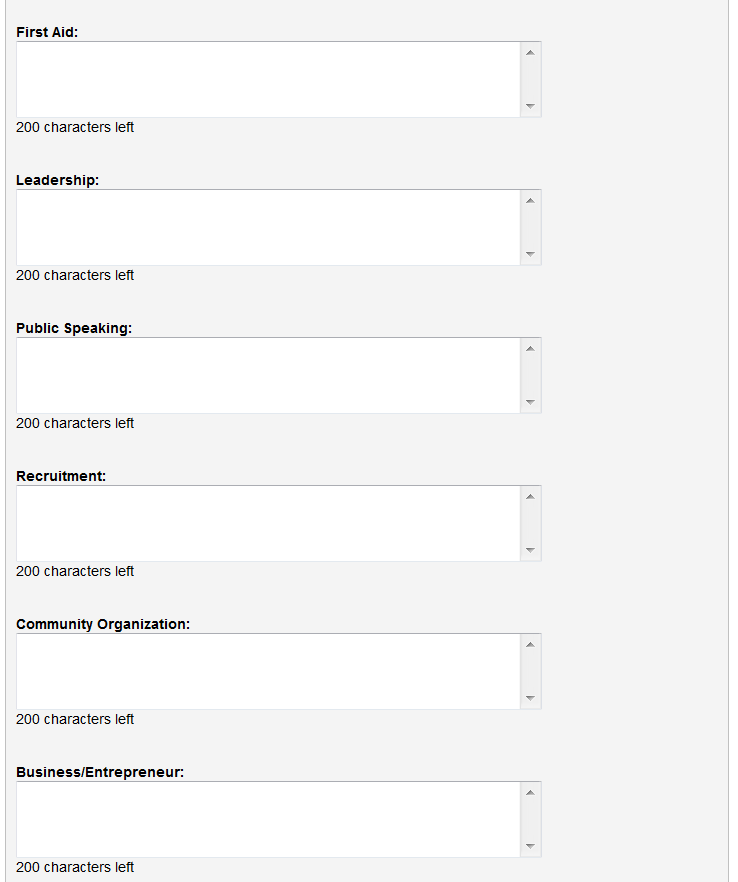 First Aid:
200 characters left
Leadership:
200 characters left
Public Speaking:
200 characters left
Recruitment:
200 characters left
Community Organization:
200 characters left
Business/Entrepreneur:
200 characters left